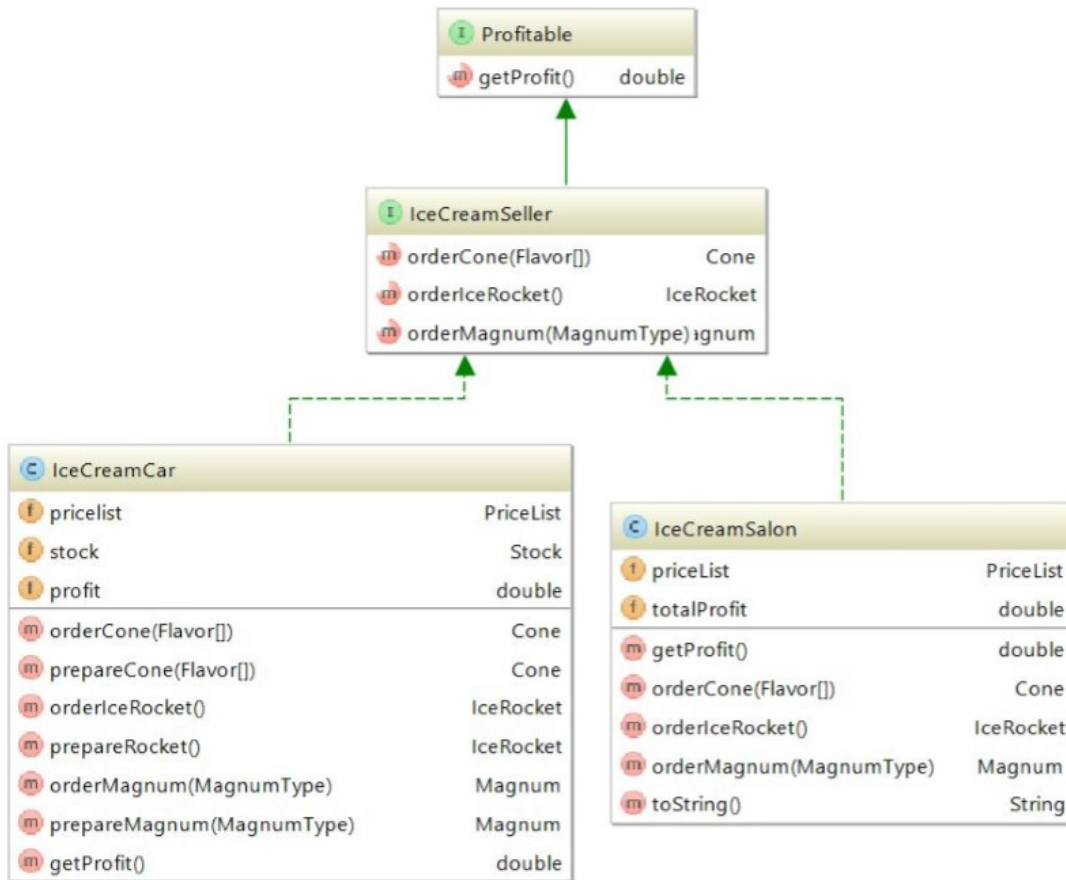 I Profitable
m getProfit() double
I IceCreamSeller
m orderCone(Flavor[]) Cone
m orderIceRocket() IceRocket
m orderMagnum(MagnumType) agnum
C IceCreamCar
f pricelist PriceList
f stock Stock
f profit double
m orderCone(Flavor[]) Cone
m prepareCone(Flavor[]) Cone
m orderIceRocket() IceRocket
m prepareRocket() IceRocket
m orderMagnum(MagnumType) Magnum
m prepareMagnum(MagnumType) Magnum
m getProfit() double
C IceCreamSalon
f priceList PriceList
f totalProfit double
m getProfit() double
m orderCone(Flavor[]) Cone
m orderIceRocket() IceRocket
m orderMagnum(MagnumType) Magnum
m toString() String